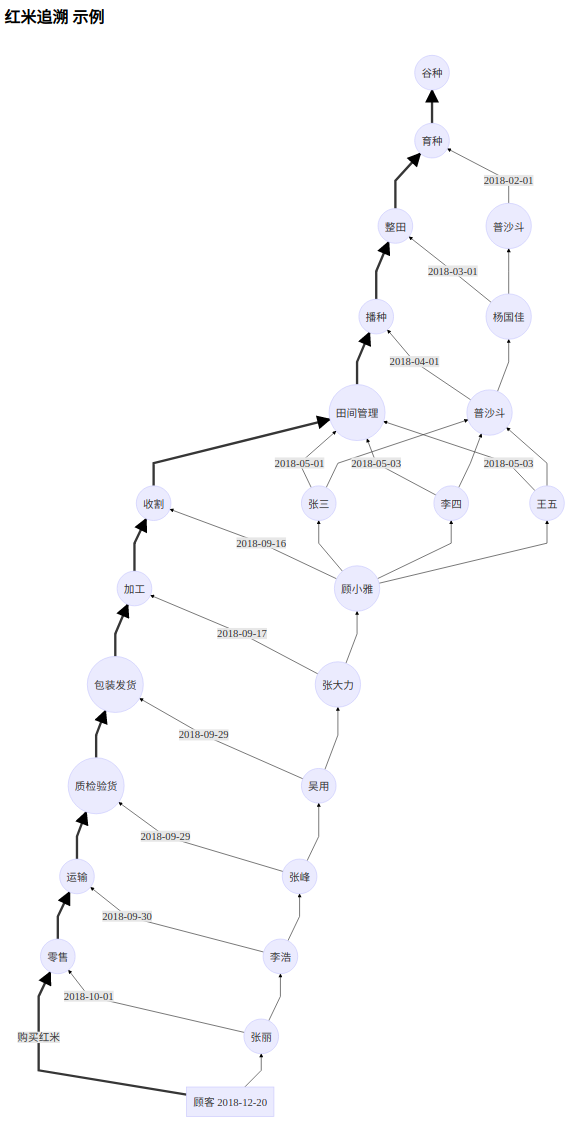 红米追溯 示例
谷种
育种
2018-02-01
整田
普沙斗
2018-03-01
播种
杨国佳
2018-04-01
田间管理
普沙斗
2018-05-01
2018-05-03
2018-05-03
收割
张三
李四
王五
2018-09-16
加工
顾小雅
2018-09-17
包装发货
张大力
2018-09-29
质检验货
吴用
2018-09-29
运输
张峰
2018-09-30
零售
李浩
2018-10-01
购买红米
张丽
顾客 2018-12-20